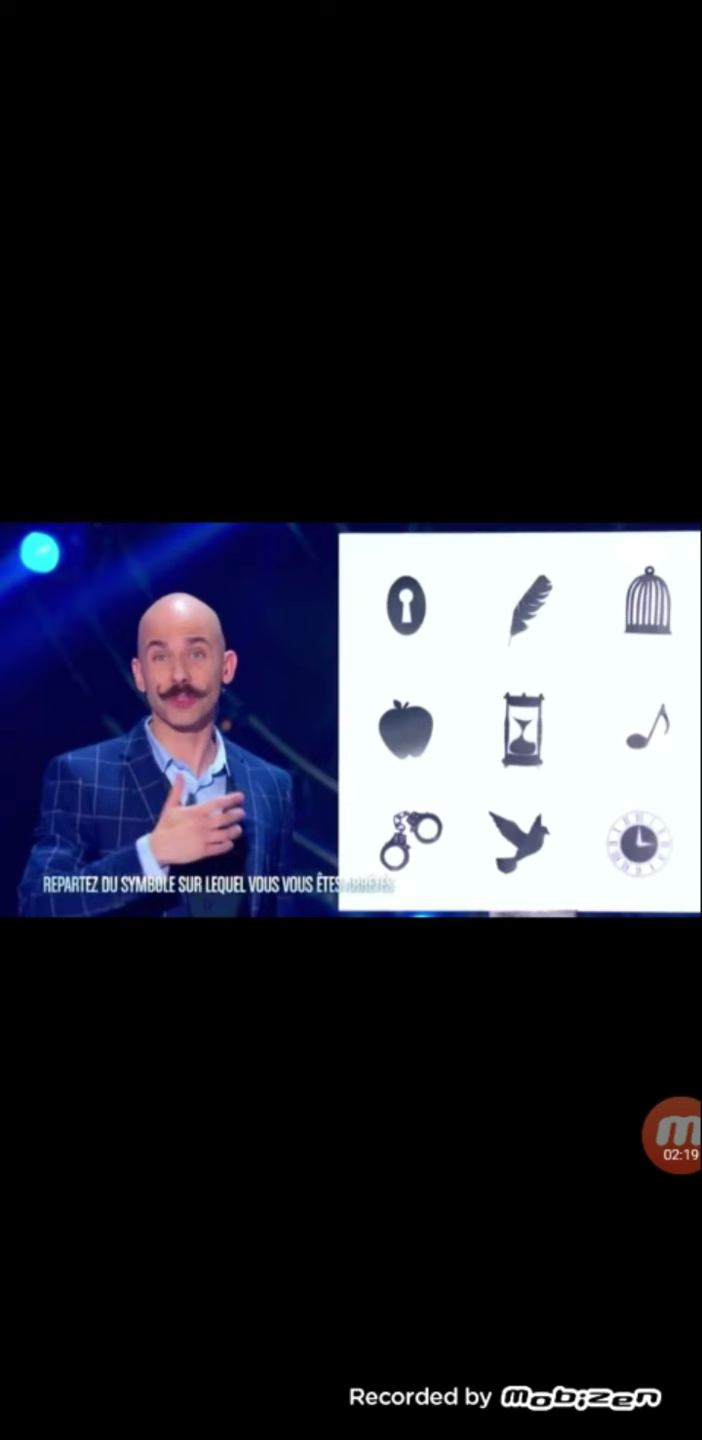 REPARTEZ DU SYMBOLE SUR LEQUEL VOUS VOUS ÊTES ARRÊTÉS
02:19
Recorded by mobizen